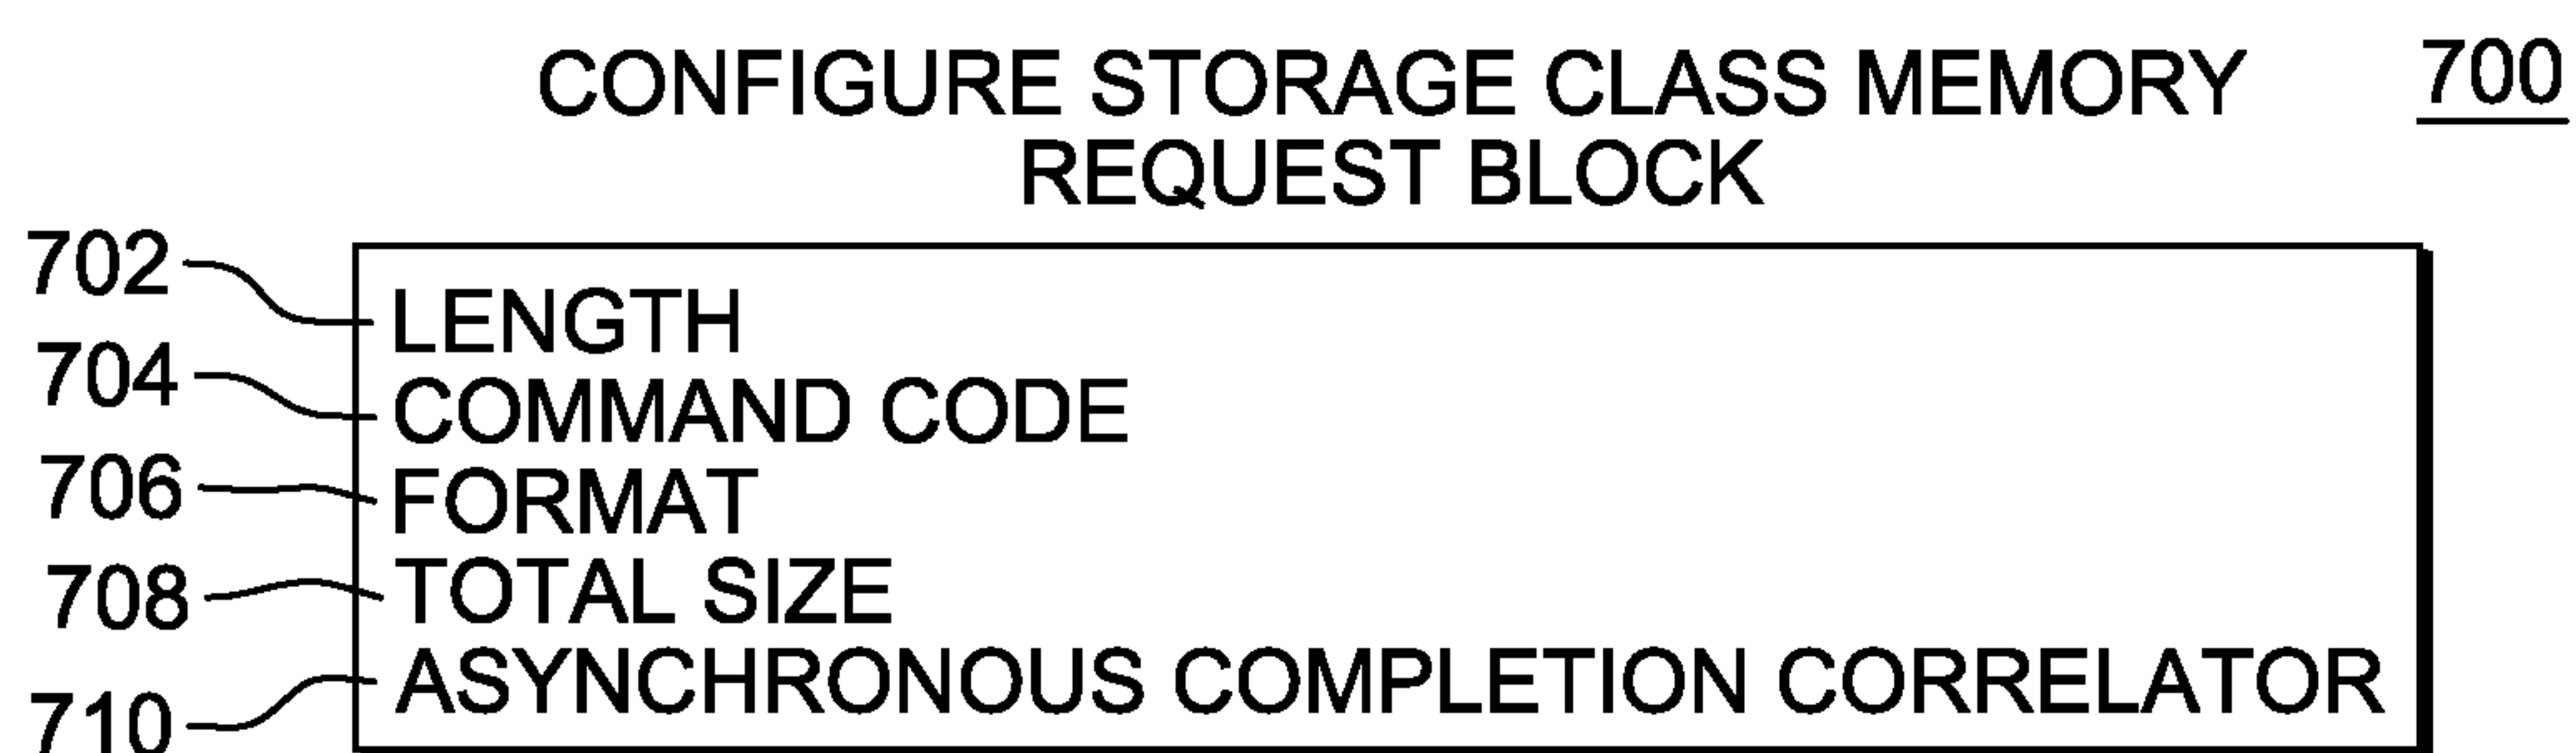 CONFIGURE STORAGE CLASS MEMORY 700
REQUEST BLOCK
702 LENGTH
704 COMMAND CODE
706 FORMAT
708 TOTAL SIZE
710 ASYNCHRONOUS COMPLETION CORRELATOR